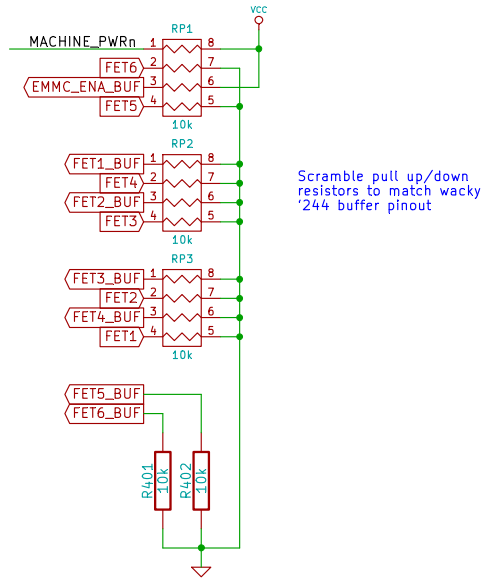 VCC
RP1
MACHINE_PWRn 1 8
FET6 2 7
EMMC_ENA_BUF 3 6
FET5 4 5
10k
RP2
FET1_BUF 1 8
FET4 2 7
FET2_BUF 3 6
FET3 4 5
10k
Scramble pull up/down
resistors to match wacky
'244 buffer pinout
RP3
FET3_BUF 1 8
FET2 2 7
FET4_BUF 3 6
FET1 4 5
10k
FET5_BUF
FET6_BUF
R401
10k
R402
10k